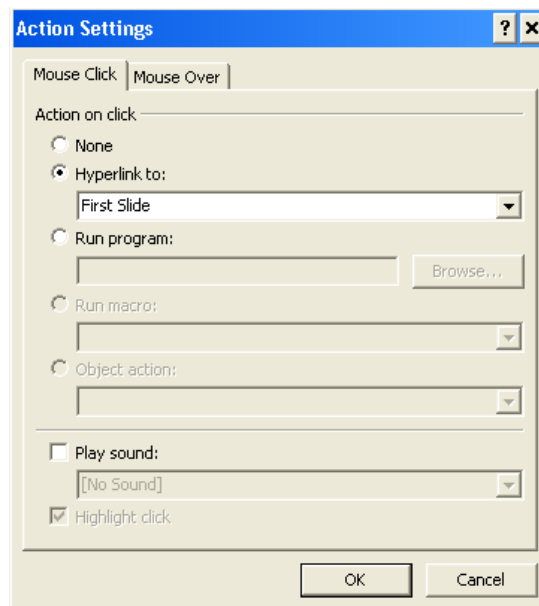 Action Settings
Mouse Click Mouse Over
Action on click
None
Hyperlink to:
First Slide
Run program:
Browse...
Run macro:
Object action:
Play sound:
[No Sound]
Highlight click
OK Cancel